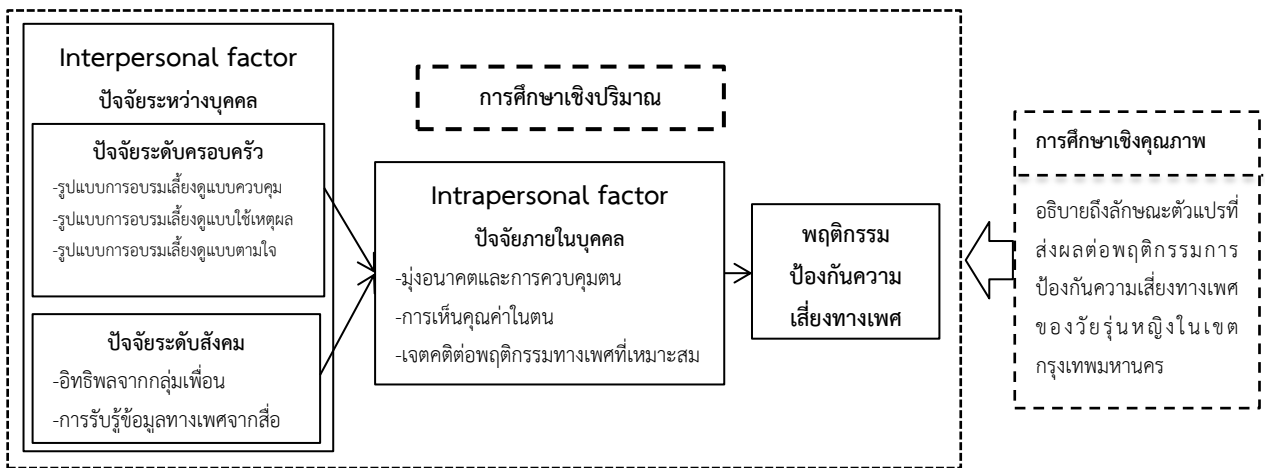 Interpersonal factor
ปัจจัยระหว่างบุคคล
ปัจจัยระดับครอบครัว
-รูปแบบการอบรมเลี้ยงดูแบบควบคุม
-รูปแบบการอบรมเลี้ยงดูแบบใช้เหตุผล
-รูปแบบการอบรมเลี้ยงดูแบบตามใจ
ปัจจัยระดับสังคม
-อิทธิพลจากกลุ่มเพื่อน
-การรับรู้ข้อมูลทางเพศจากสื่อ
การศึกษาเชิงปริมาณ
Intrapersonal factor
ปัจจัยภายในบุคคล
-มุ่งอนาคตและการควบคุมตน
-การเห็นคุณค่าในตน
-เจตคติต่อพฤติกรรมทางเพศที่เหมาะสม
พฤติกรรม
ป้องกันความ
เสี่ยงทางเพศ
การศึกษาเชิงคุณภาพ
อธิบายถึงลักษณะตัวแปรที่
ส่งผลต่อพฤติกรรมการ
ป้องกันความเสี่ยงทางเพศ
ของวัยรุ่นหญิงในเขต
กรุงเทพมหานคร